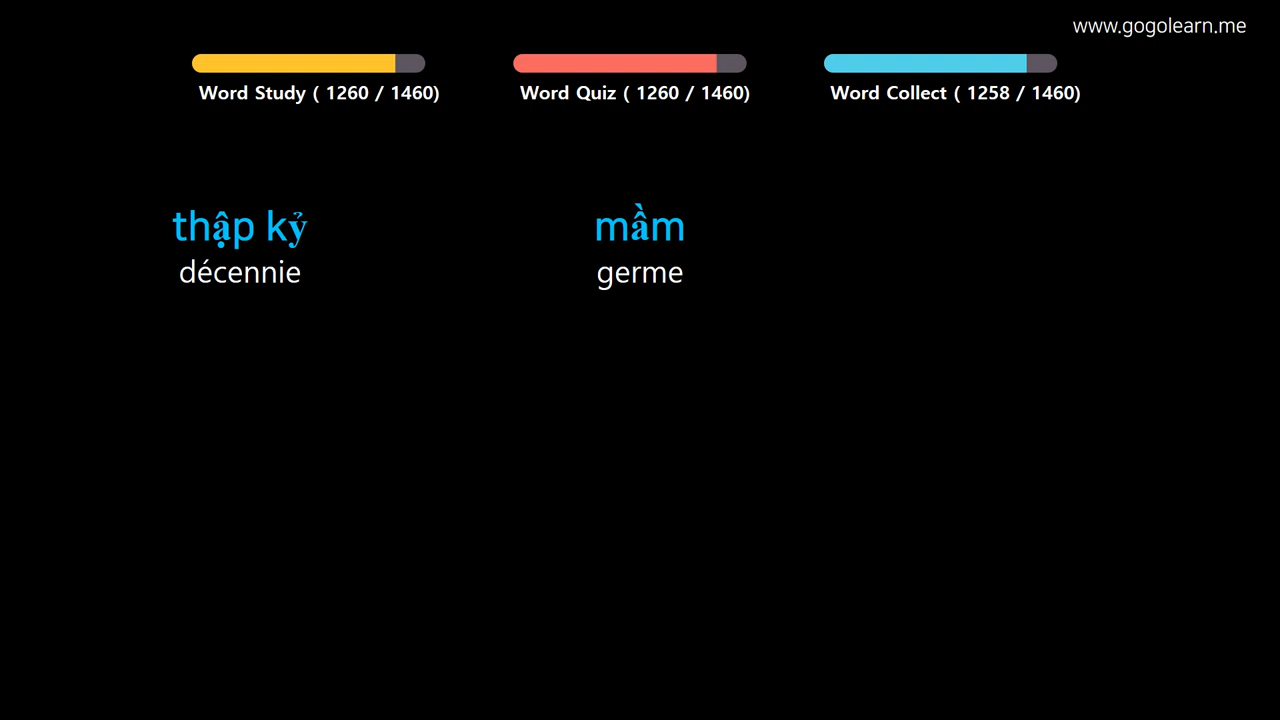 www.gogolearn.me
Word Study ( 1260 / 1460)
Word Quiz ( 1260 / 1460)
Word Collect ( 1258 / 1460)
thập kỷ
décennie
mầm
germe